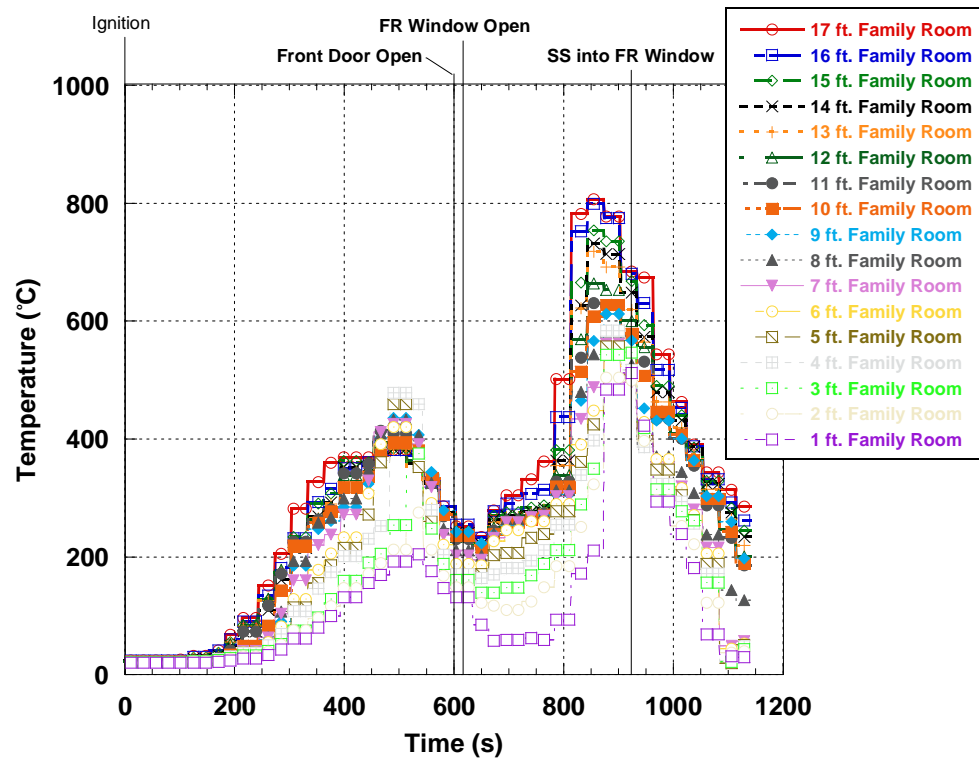 Ignition
FR Window Open
Front Door Open
SS into FR Window
17 ft. Family Room
16 ft. Family Room
15 ft. Family Room
14 ft. Family Room
13 ft. Family Room
12 ft. Family Room
11 ft. Family Room
10 ft. Family Room
9 ft. Family Room
8 ft. Family Room
7 ft. Family Room
6 ft. Family Room
5 ft. Family Room
4 ft. Family Room
3 ft. Family Room
2 ft. Family Room
1 ft. Family Room
Temperature (°C)
1000
800
600
400
200
0
0 200 400 600 800 1000 1200
Time (s)